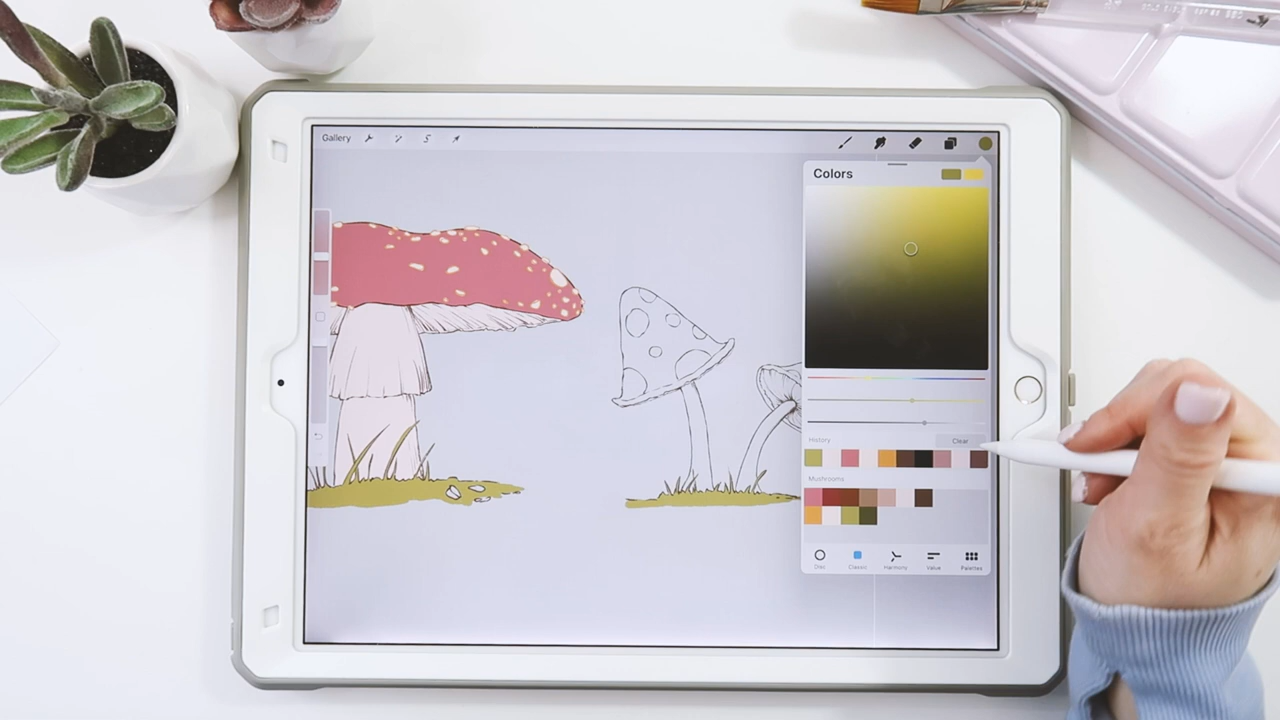 Gallery
Colors
History
Clear
Mushrooms
Disc
Classic
Harmony
Value
Palettes